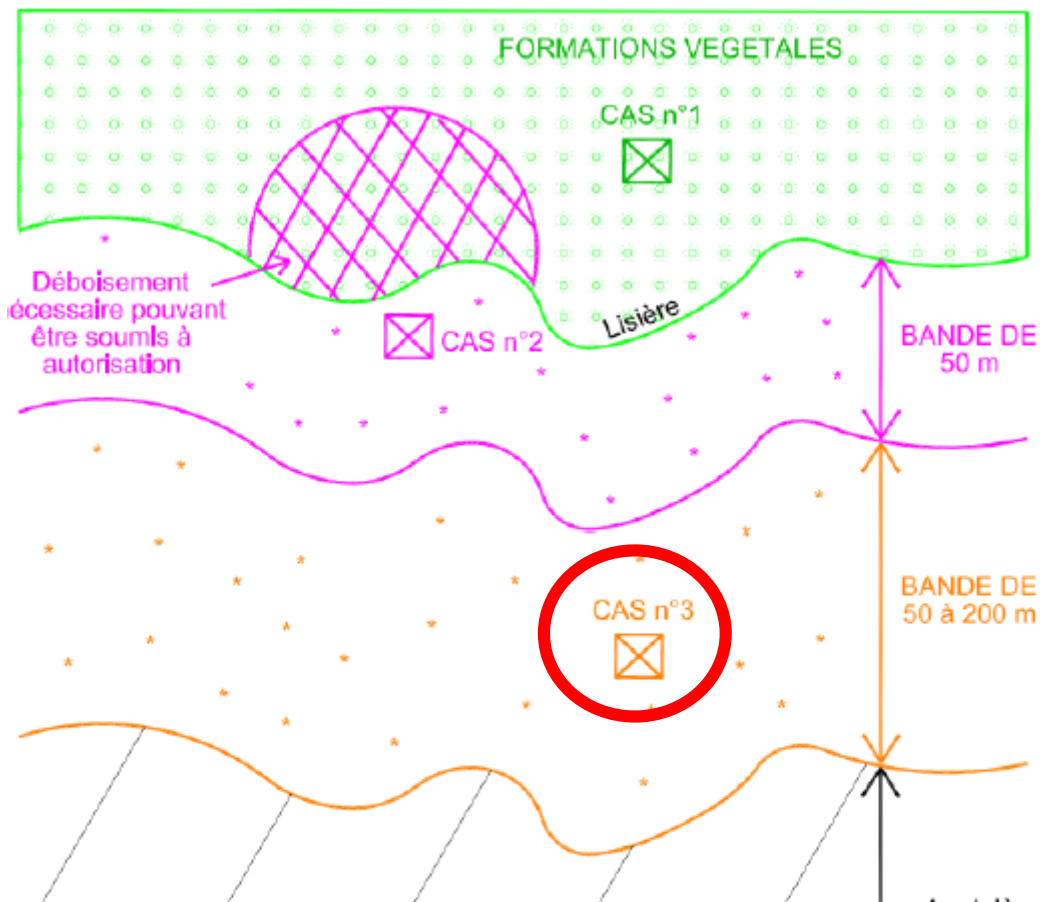 FORMATIONS VEGETALES
CAS n°1
Déboisement
écessaire pouvant
être soumis à
autorisation
CAS n°2
Lisière
BANDE DE
50 m
CAS n°3
BANDE DE
50 à 200 m